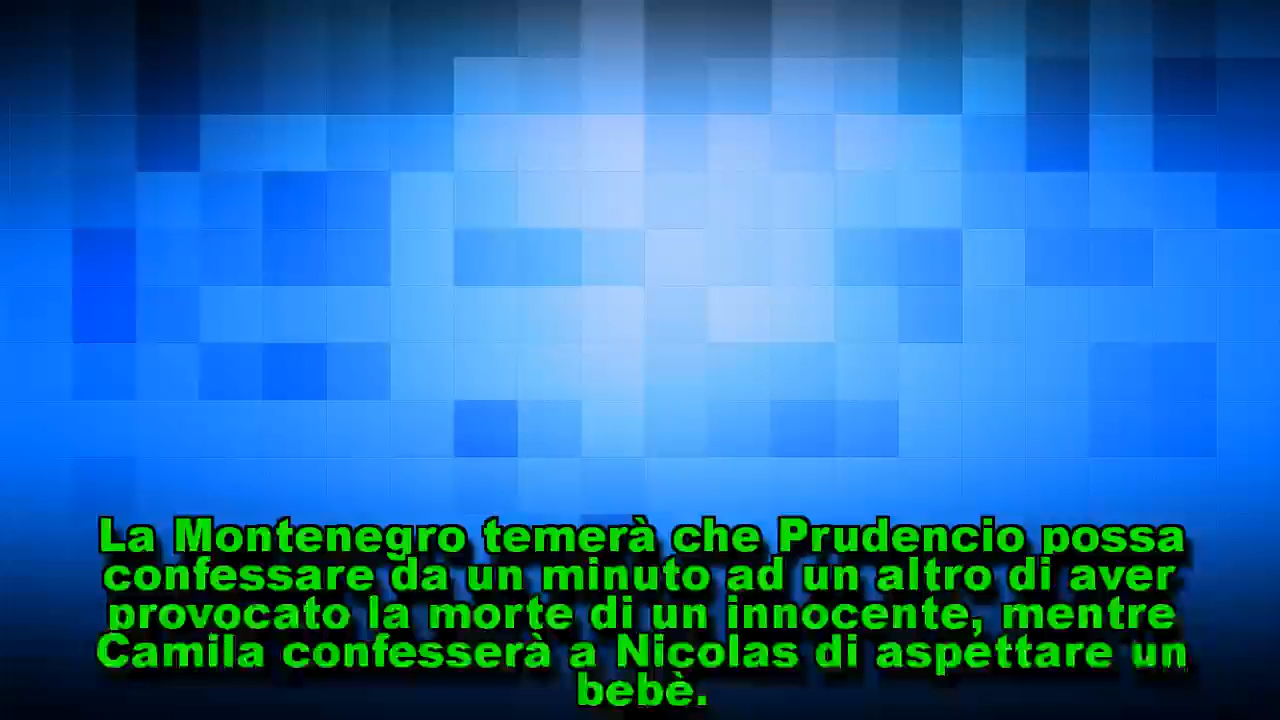 La Montenegro temerà che Prudencio possa
confessare da un minuto ad un altro di aver
provocato la morte di un innocente, mentre
Camila confesserà a Nicolas di aspettare un
bebè.